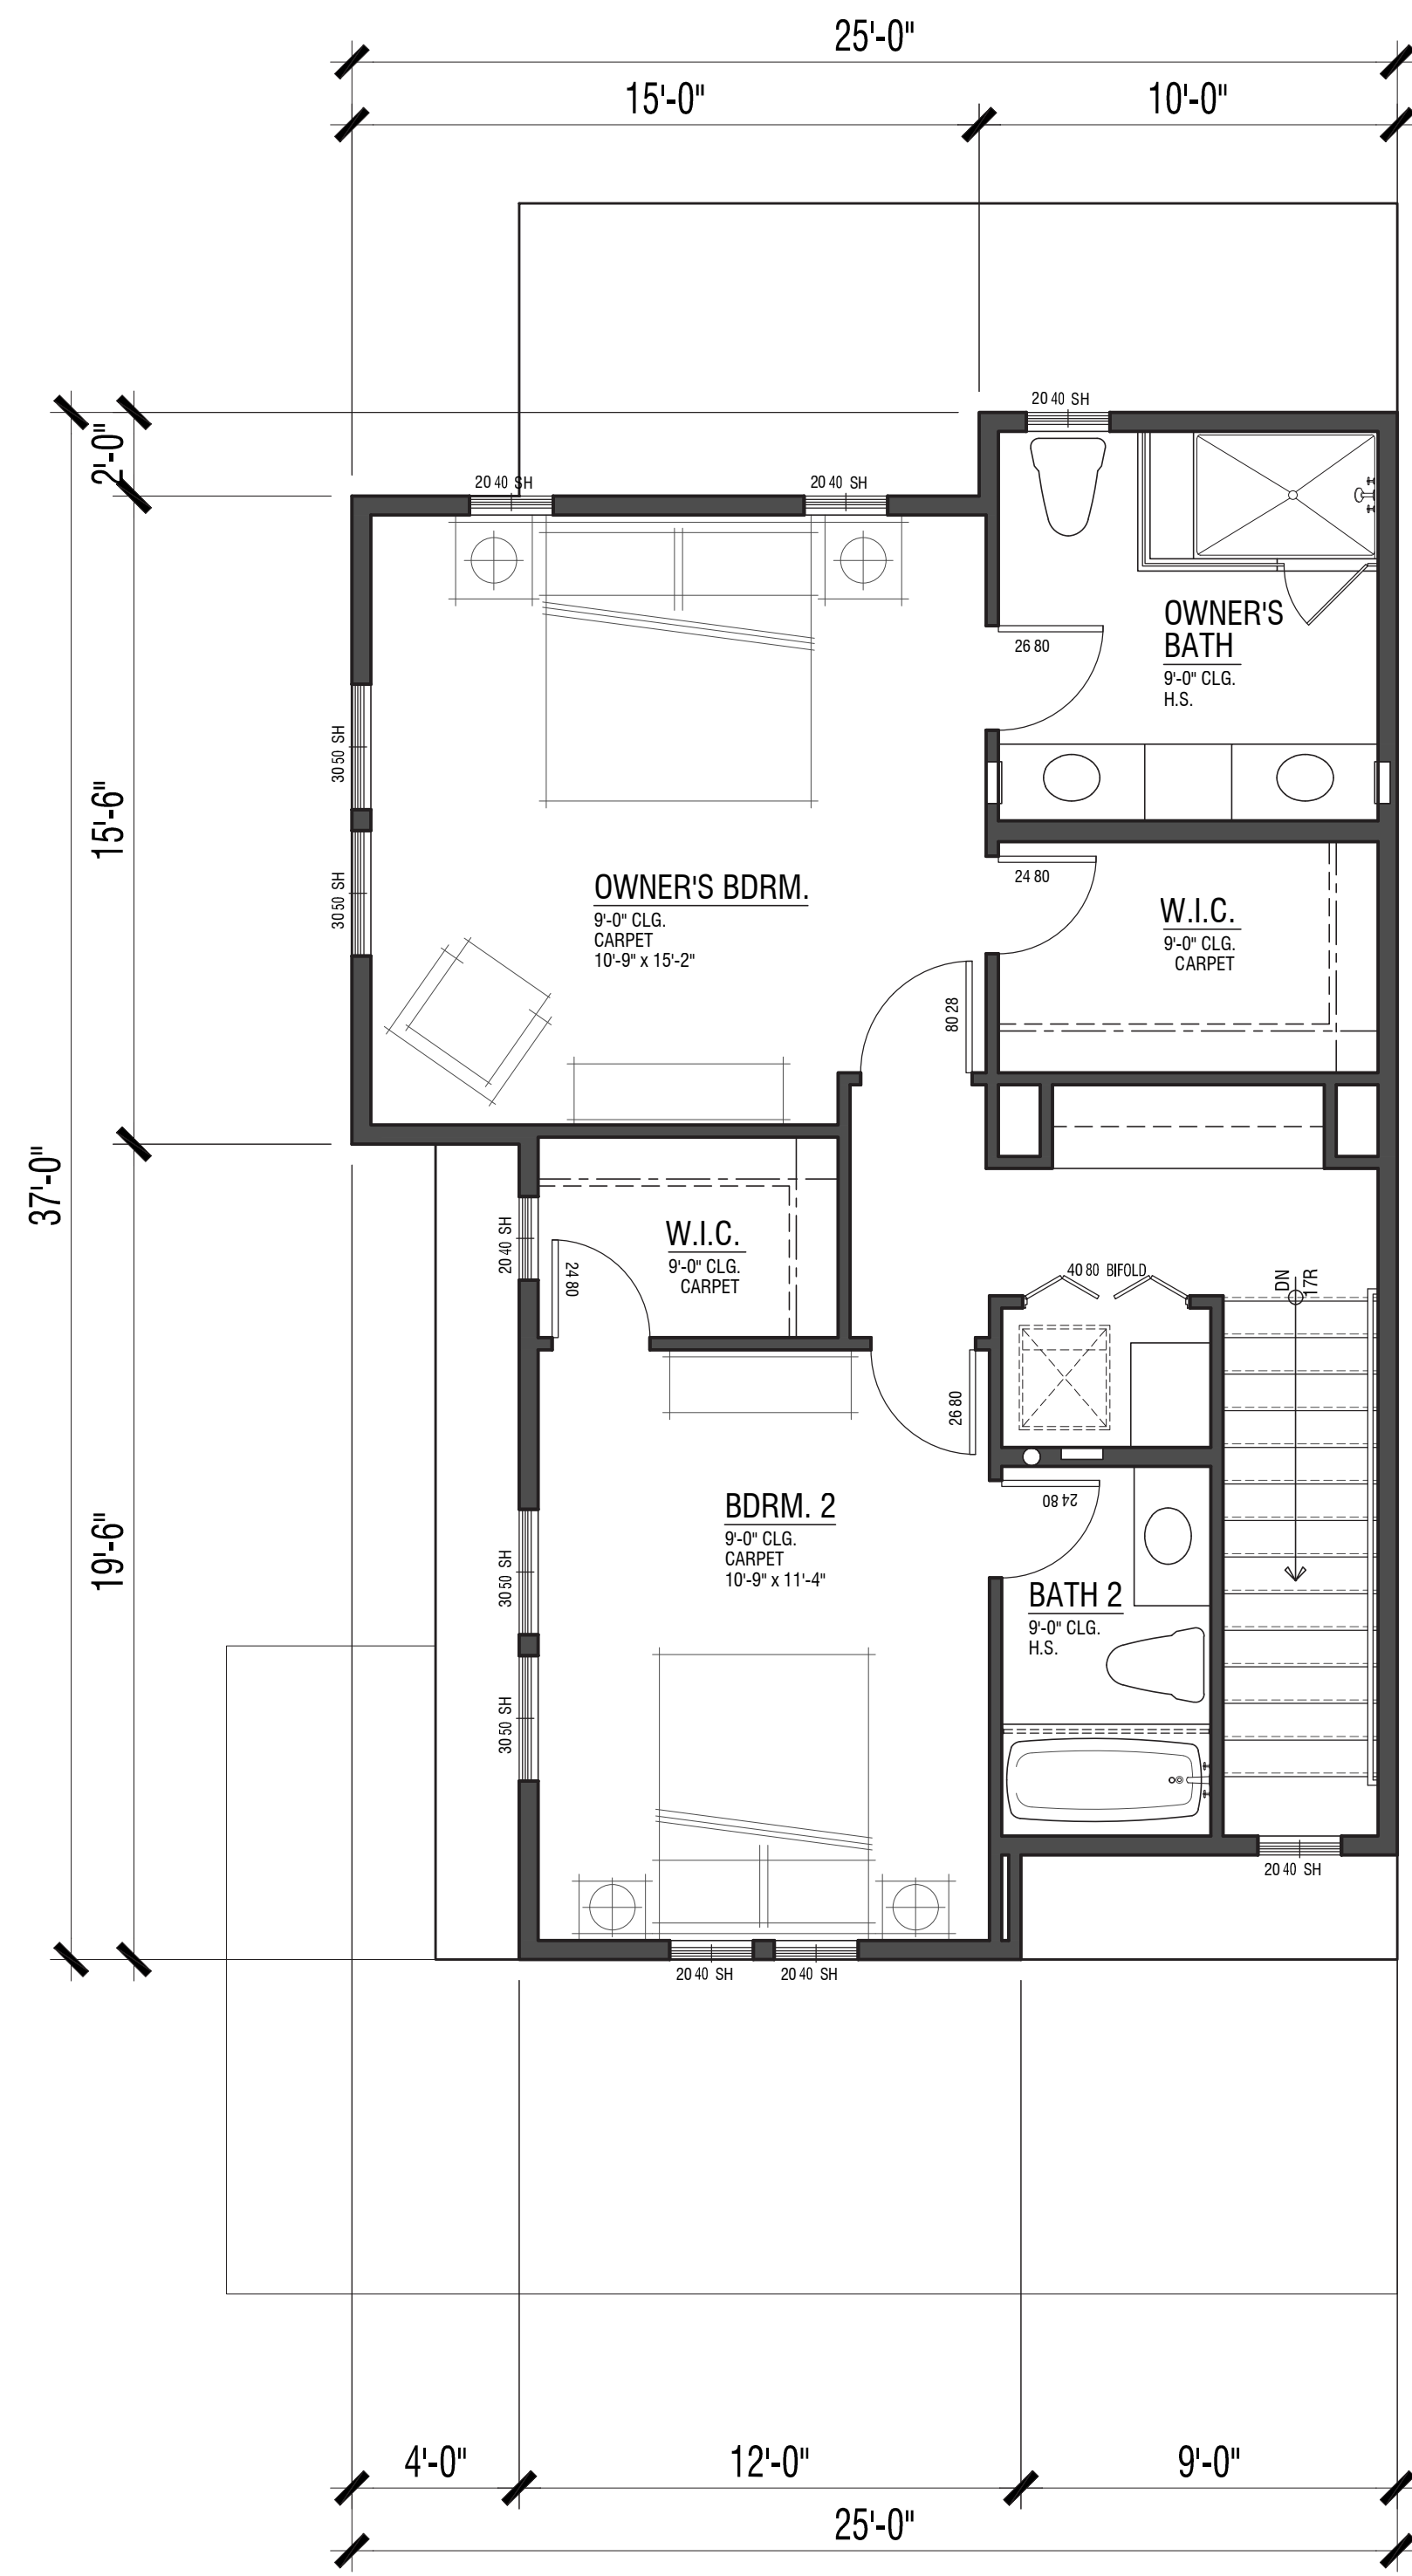 25'-0"
15'-0"
10'-0"
20 40 SH
2'-0"
20 40 SH
20 40 SH
OWNER'S
BATH
9'-0" CLG.
H.S.
26 80
30 50 SH
15'-6"
30 50 SH
OWNER'S BDRM.
9'-0" CLG.
CARPET
10'-9" x 15'-2"
24 80
W.I.C.
9'-0" CLG.
CARPET
80 28
37'-0"
20 40 SH
W.I.C.
9'-0" CLG.
CARPET
24 80
40 80 BIFOLD
DN
17R
26 80
19'-6"
30 50 SH
BDRM. 2
9'-0" CLG.
CARPET
10'-9" x 11'-4"
24 80
BATH 2
9'-0" CLG.
H.S.
30 50 SH
20 40 SH
20 40 SH
20 40 SH
4'-0"
12'-0"
9'-0"
25'-0"